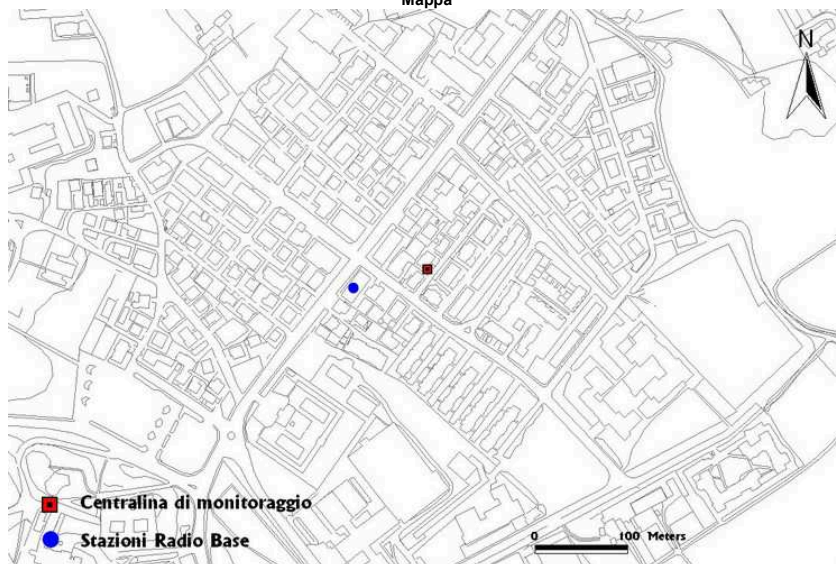 Mappa
N
Centralina di monitoraggio
Stazioni Radio Base
0 100 Meters